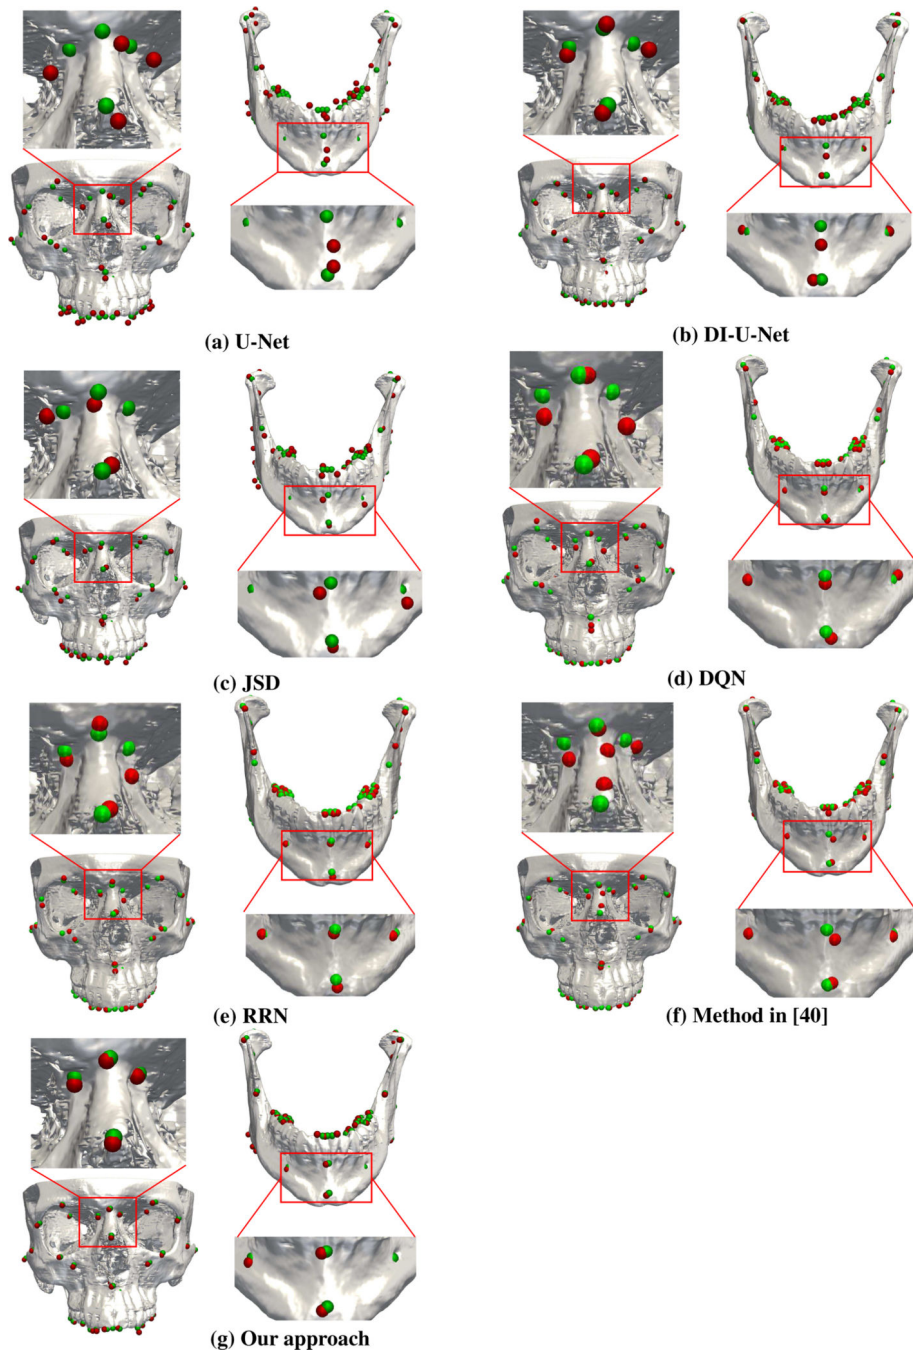 (a) U-Net
(b) DI-U-Net
(c) JSD
(d) DQN
(e) RRN
(f) Method in [40]
(g) Our approach